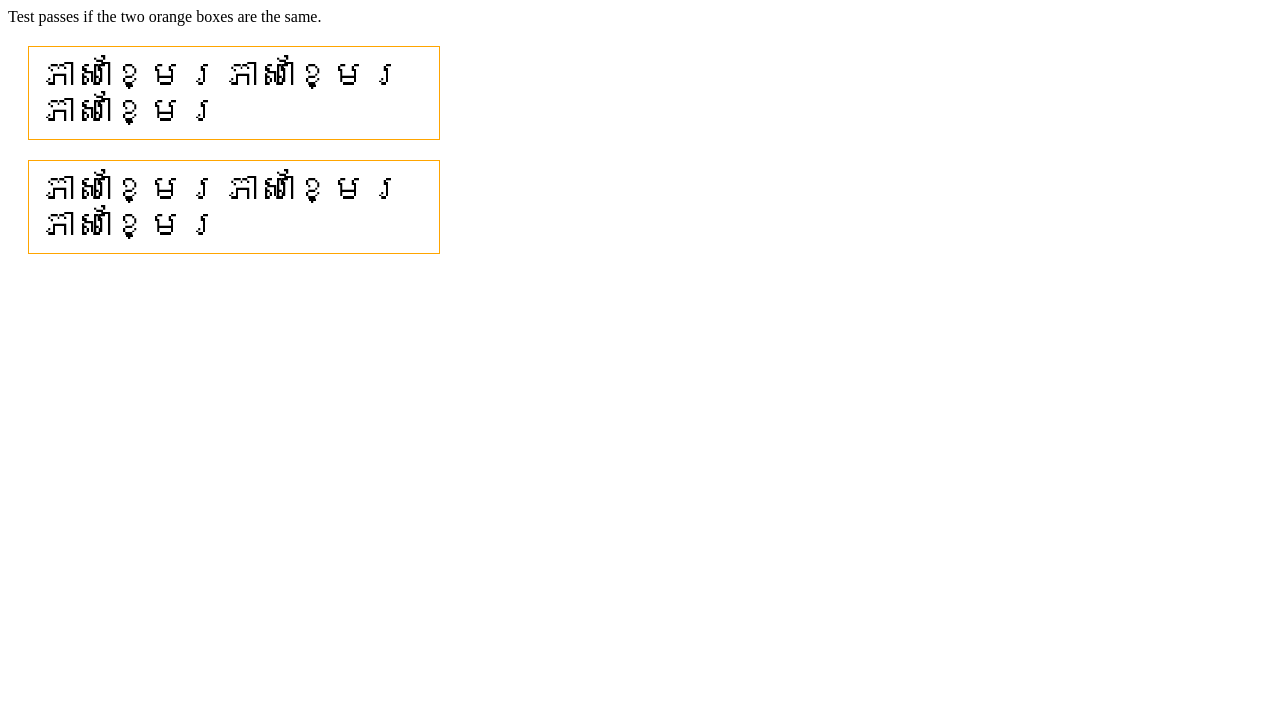 Test passes if the two orange boxes are the same.
ភាសាខ្មែរ ភាសាខ្មែរ
ភាសាខ្មែរ
ភាសាខ្មែរ ភាសាខ្មែរ
ភាសាខ្មែរ